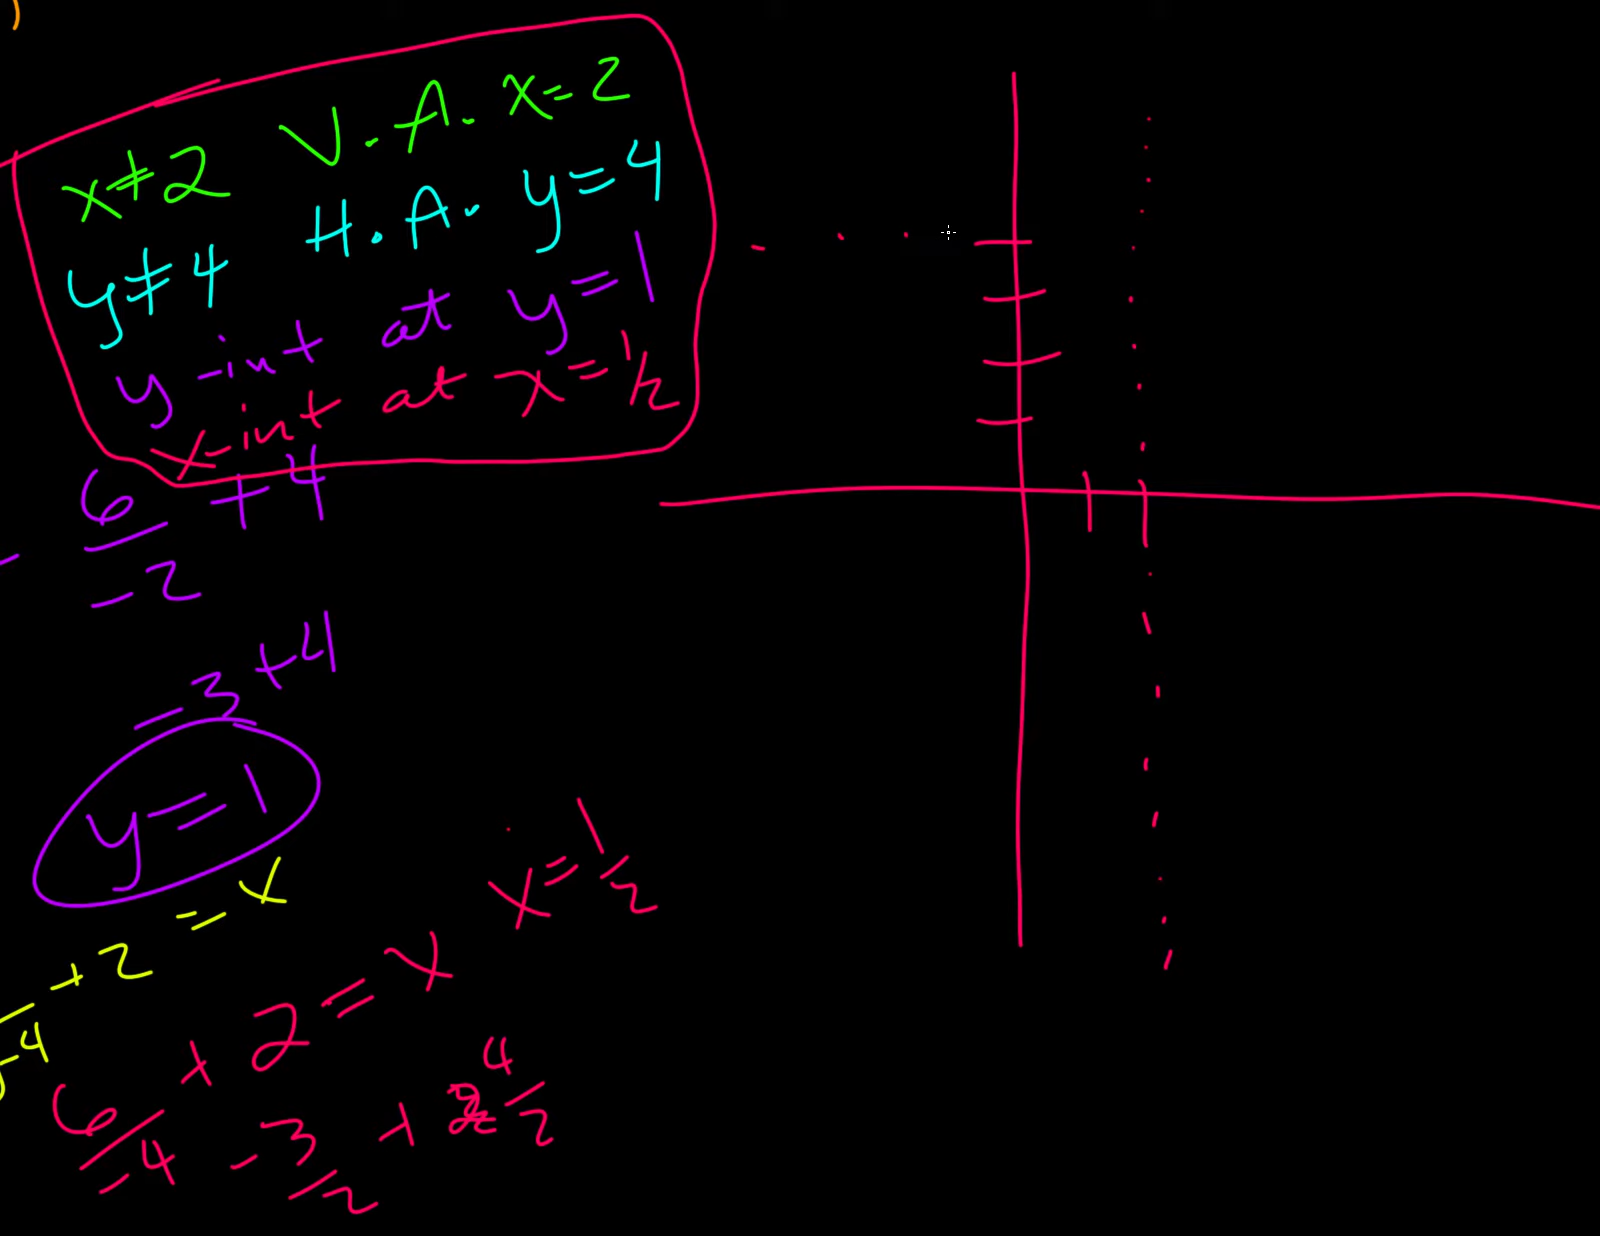 x≠2 V.A. x=2
y≠4 H.A. y=4
y-int at y=1
x-int at x=1/2
6/-2 +4
-3+4
y=1
+2 = x
-4
6/-4 +2=x x=1/2
-3/2 + 4/2